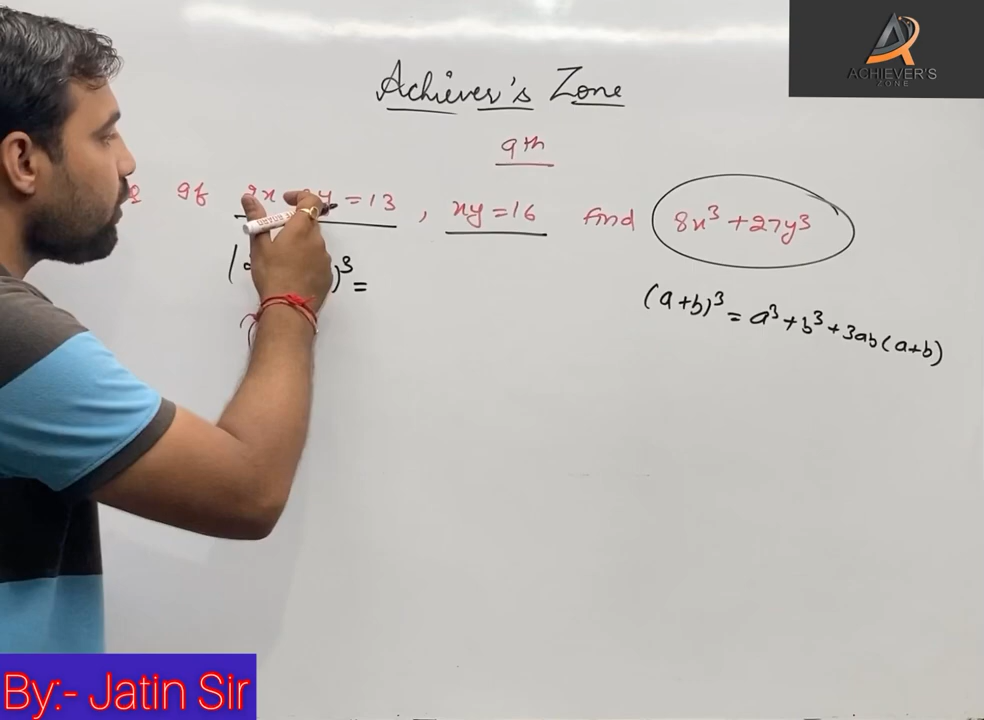 ACHIEVER'S
ZONE
Achiever's Zone
9th
If 2x y = 13 , xy = 16 find 8x³ + 27y³
( )³ =
(a+b)³ = a³ + b³ + 3ab(a+b)
By:- Jatin Sir